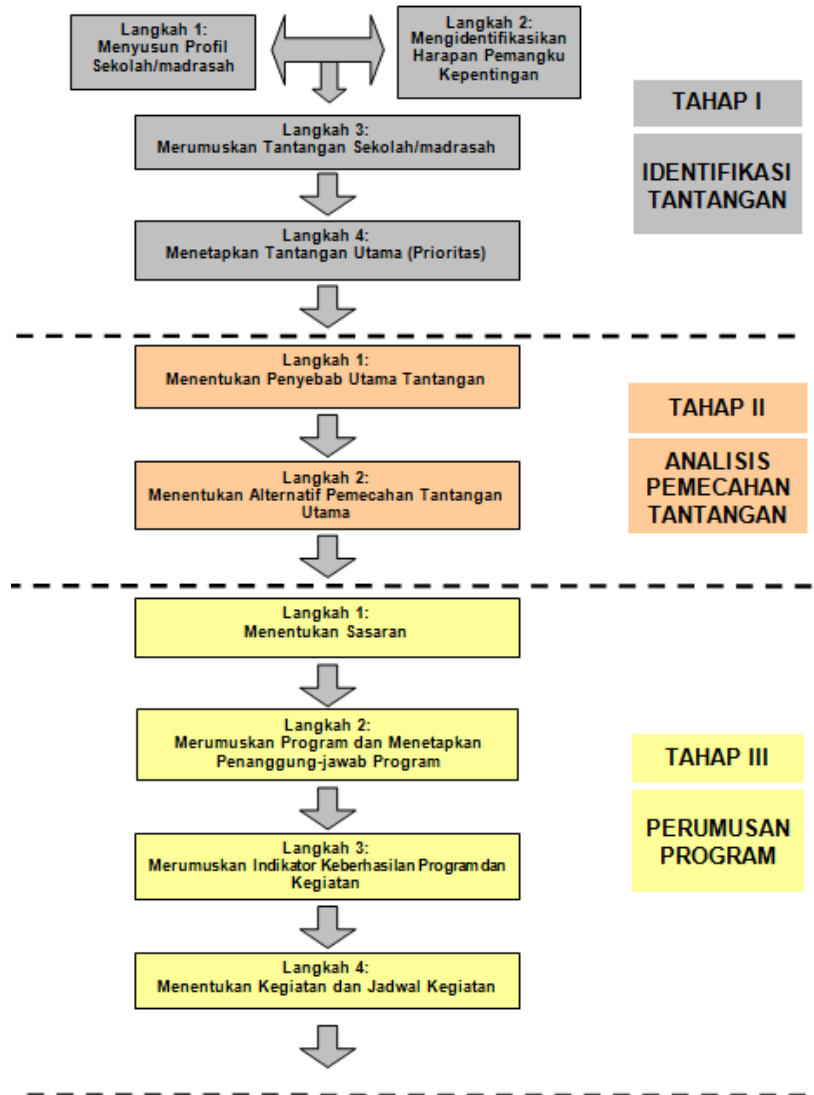 Langkah 1:
Menyusun Profil
Sekolah/madrasah
Langkah 2:
Mengidentifikasikan
Harapan Pemangku
Kepentingan
TAHAP I
IDENTIFIKASI
TANTANGAN
Langkah 3:
Merumuskan Tantangan Sekolah/madrasah
Langkah 4:
Menetapkan Tantangan Utama (Prioritas)
Langkah 1:
Menentukan Penyebab Utama Tantangan
TAHAP II
ANALISIS
PEMECAHAN
TANTANGAN
Langkah 2:
Menentukan Alternatif Pemecahan Tantangan
Utama
Langkah 1:
Menentukan Sasaran
Langkah 2:
Merumuskan Program dan Menetapkan
Penanggung-jawab Program
TAHAP III
PERUMUSAN
PROGRAM
Langkah 3:
Merumuskan Indikator Keberhasilan Program dan
Kegiatan
Langkah 4:
Menentukan Kegiatan dan Jadwal Kegiatan